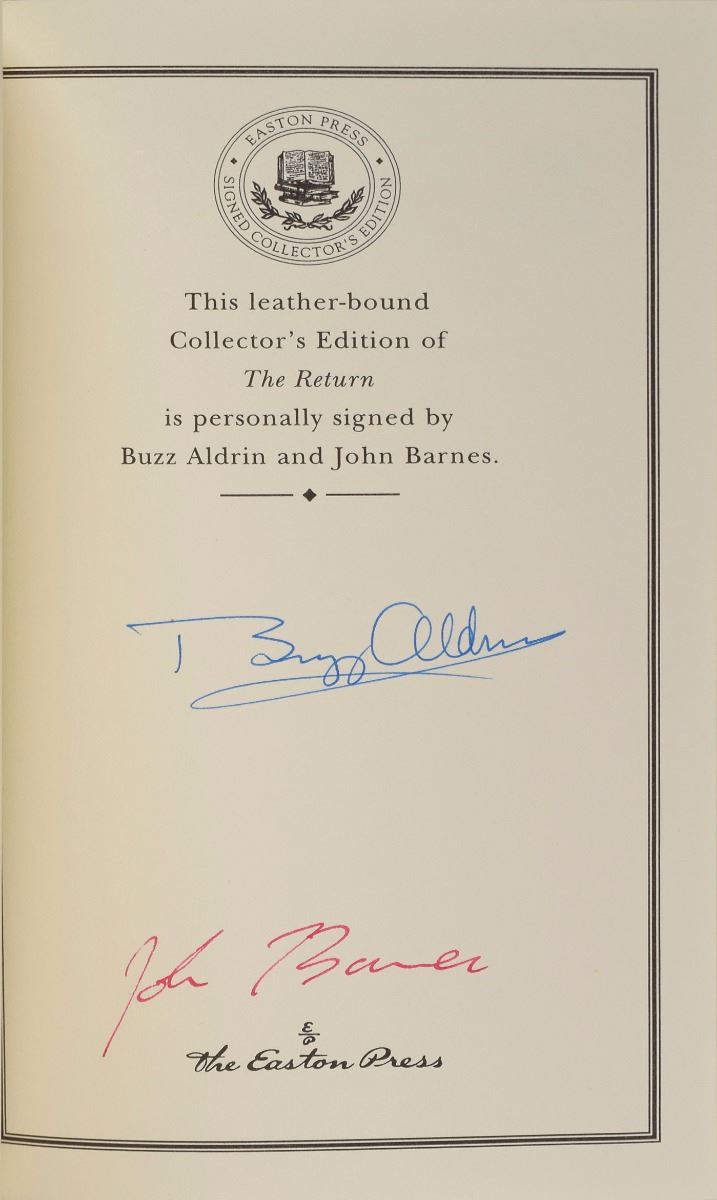 EASTON PRESS
SIGNED COLLECTOR'S EDITION
This leather-bound
Collector's Edition of
The Return
is personally signed by
Buzz Aldrin and John Barnes.
Buzz Aldrin
John Barnes
E/P
The Easton Press